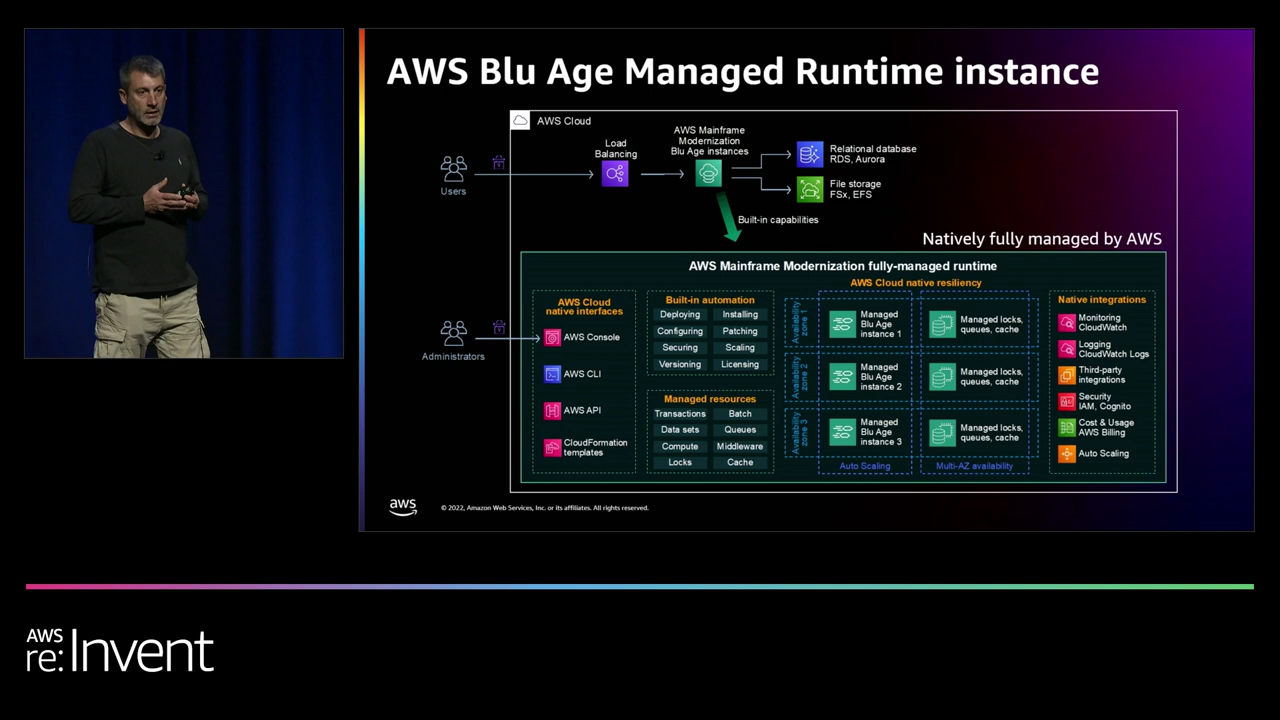 AWS Blu Age Managed Runtime instance
AWS Cloud
Users
Load
Balancing
AWS Mainframe
Modernization
Blu Age instances
Relational database
RDS, Aurora
File storage
FSx, EFS
Built-in capabilities
Natively fully managed by AWS
AWS Mainframe Modernization fully-managed runtime
Administrators
AWS Cloud
native interfaces
AWS Console
AWS CLI
AWS API
CloudFormation
templates
Built-in automation
Deploying Installing
Configuring Patching
Securing Scaling
Versioning Licensing
Managed resources
Transactions Batch
Data sets Queues
Compute Middleware
Locks Cache
AWS Cloud native resiliency
Availability
zone 1
Managed
Blu Age
instance 1
Managed locks,
queues, cache
Availability
zone 2
Managed
Blu Age
instance 2
Managed locks,
queues, cache
Availability
zone 3
Managed
Blu Age
instance 3
Managed locks,
queues, cache
Auto Scaling
Multi-AZ availability
Native integrations
Monitoring
CloudWatch
Logging
CloudWatch Logs
Third-party
integrations
Security
IAM, Cognito
Cost & Usage
AWS Billing
Auto Scaling
aws
© 2022, Amazon Web Services, Inc. or its affiliates. All rights reserved.
AWS
re:Invent